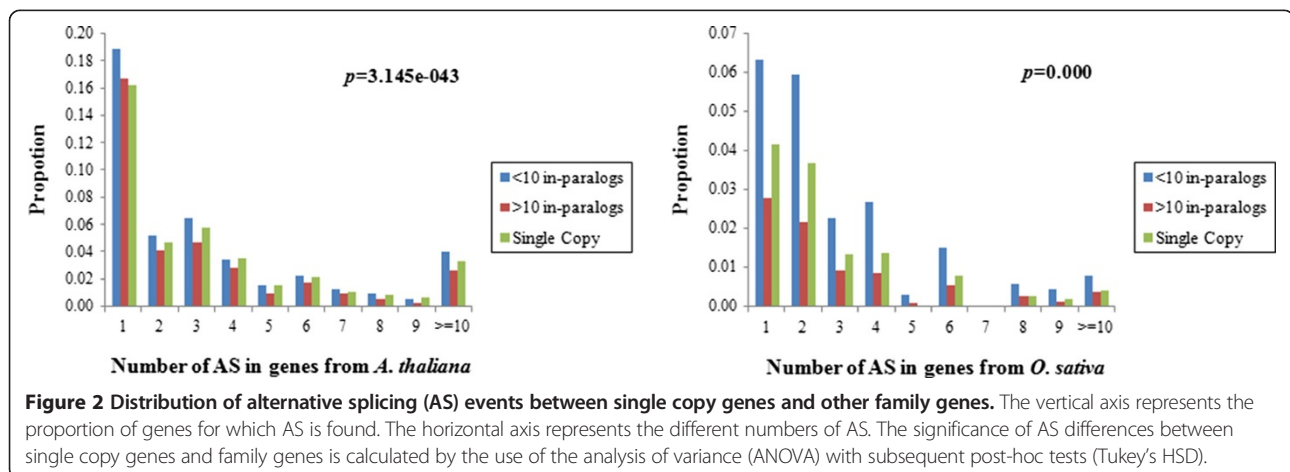 0.20
0.18
0.16
0.14
0.12
0.10
0.08
0.06
0.04
0.02
0.00
Propotion
p=3.145e-043
<10 in-paralogs
>10 in-paralogs
Single Copy
1 2 3 4 5 6 7 8 9 >=10
Number of AS in genes from A. thaliana
0.07
0.06
0.05
0.04
0.03
0.02
0.01
0.00
Propotion
p=0.000
<10 in-paralogs
>10 in-paralogs
Single Copy
1 2 3 4 5 6 7 8 9 >=10
Number of AS in genes from O. sativa
Figure 2 Distribution of alternative splicing (AS) events between single copy genes and other family genes. The vertical axis represents the
proportion of genes for which AS is found. The horizontal axis represents the different numbers of AS. The significance of AS differences between
single copy genes and family genes is calculated by the use of the analysis of variance (ANOVA) with subsequent post-hoc tests (Tukey's HSD).